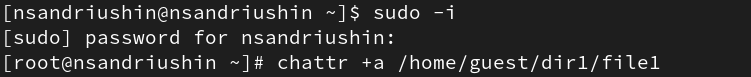 [nsandriushin@nsandriushin ~]$ sudo -i
[sudo] password for nsandriushin:
[root@nsandriushin ~]# chattr +a /home/guest/dir1/file1